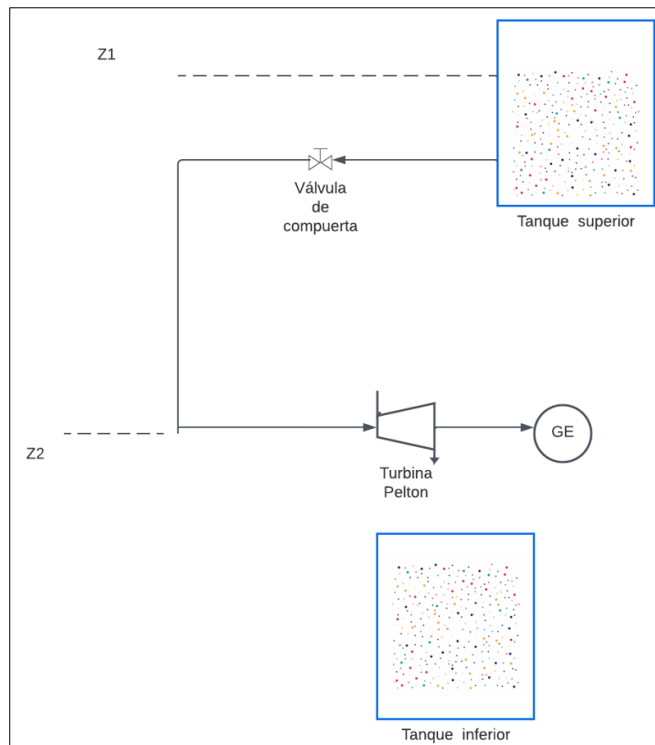 Z1
Válvula
de
compuerta
Tanque superior
Z2
GE
Turbina
Pelton
Tanque inferior